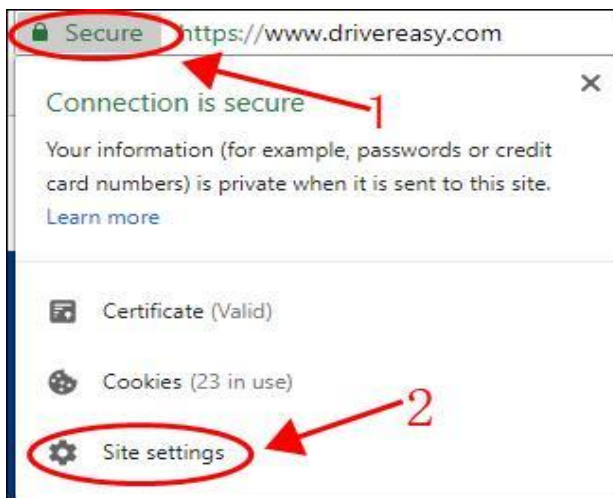 Secure https://www.drivereasy.com
Connection is secure
1
Your information (for example, passwords or credit
card numbers) is private when it is sent to this site.
Learn more
Certificate (Valid)
Cookies (23 in use)
2
Site settings